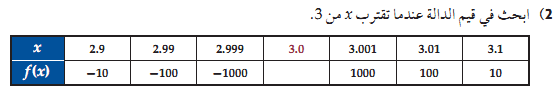 (2 ابحث في قيم الدالة عندما تقترب x من 3.
x 2.9 2.99 2.999 3.0 3.001 3.01 3.1
f(x) −10 −100 −1000 1000 100 10